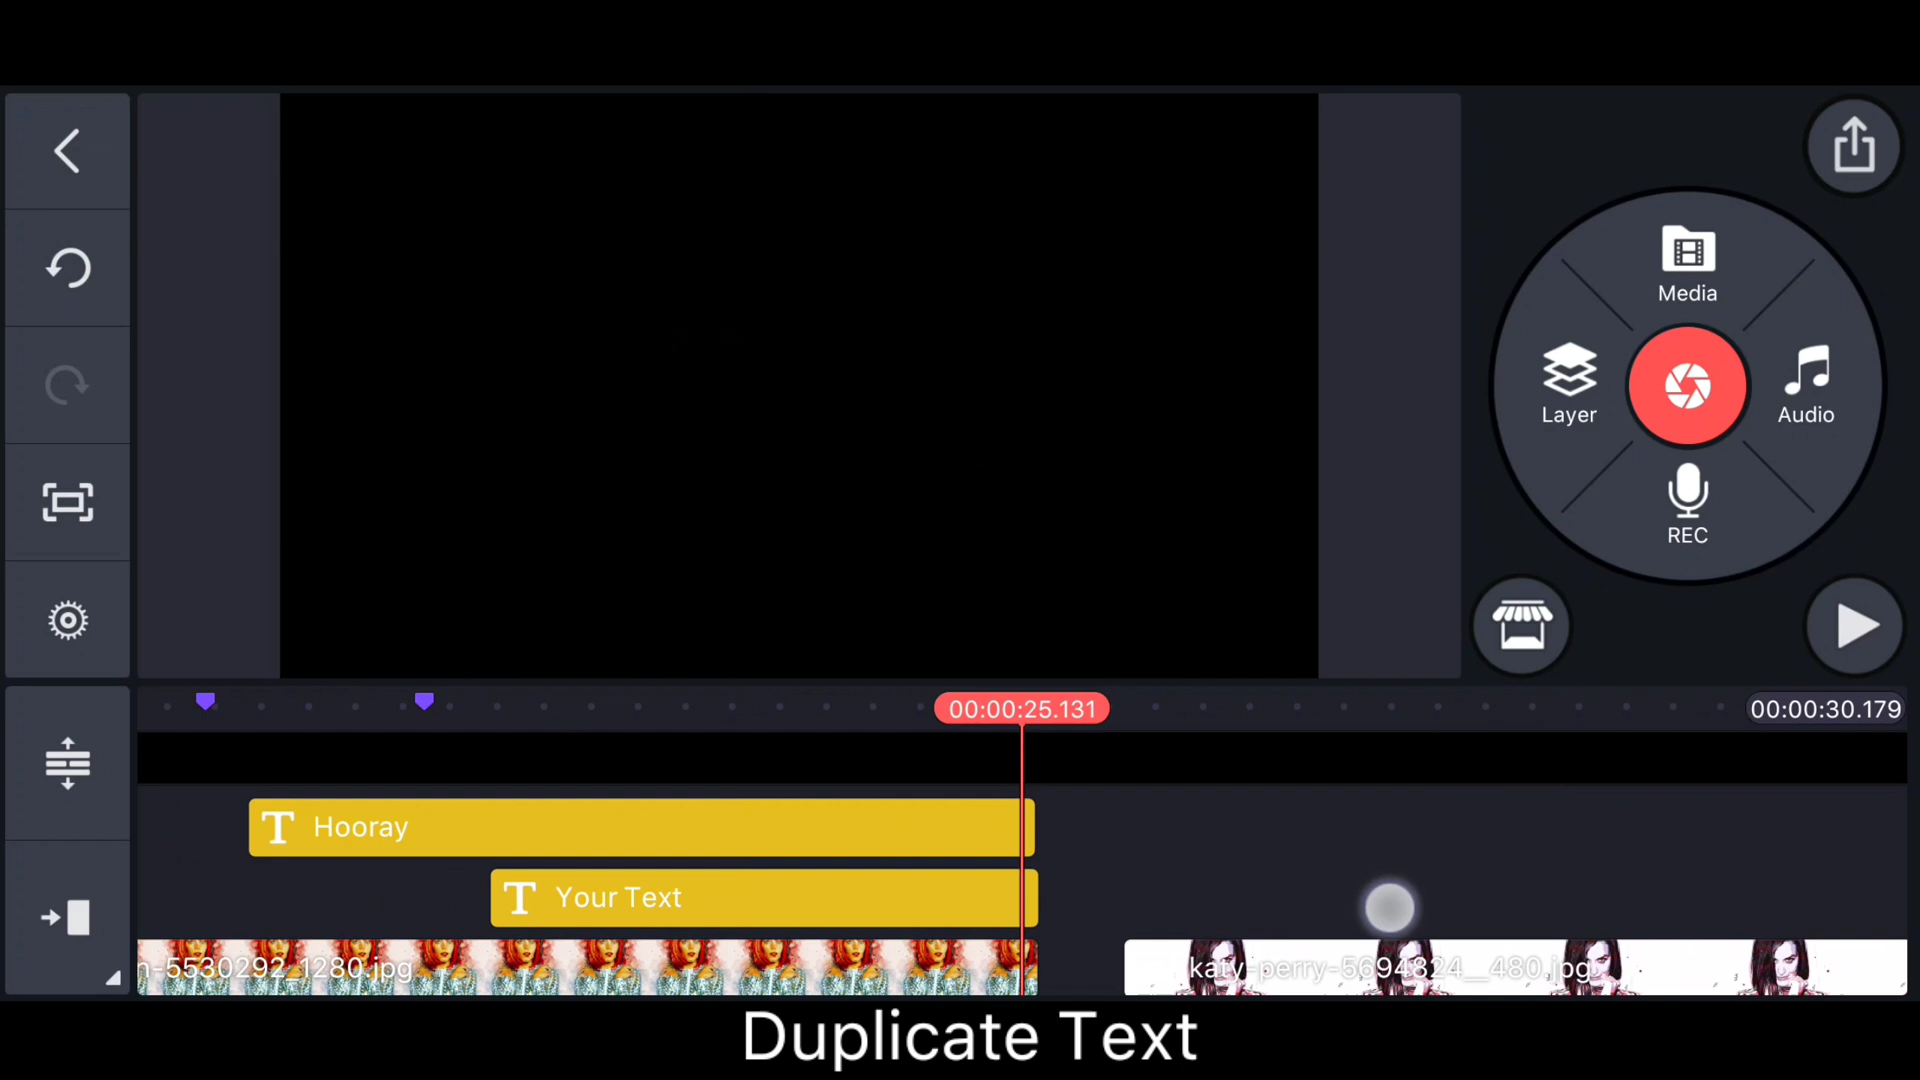 Media
Layer
Audio
REC
00:00:25.131
00:00:30.179
T Hooray
T Your Text
n-5530292_1280.jpg
katy-perry-5694824__480.jpg
Duplicate Text